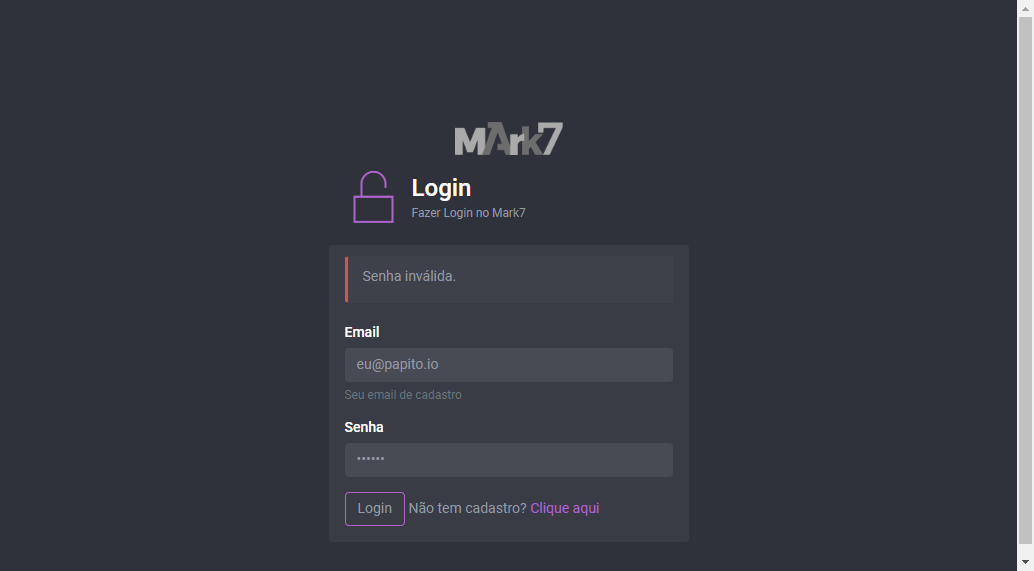 MArk7
Login
Fazer Login no Mark7
Senha inválida.
Email
eu@papito.io
Seu email de cadastro
Senha
••••••
Login Não tem cadastro? Clique aqui